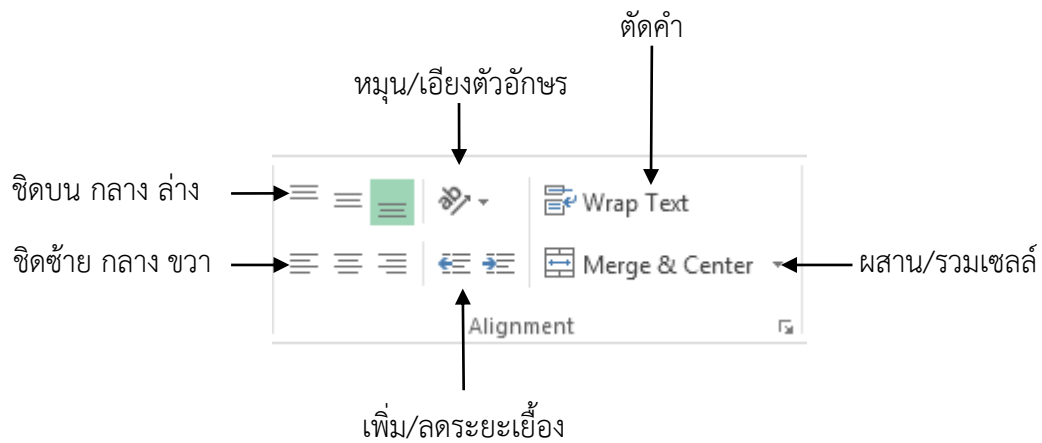 ตัดคำ
หมุน/เอียงตัวอักษร
ชิดบน กลาง ล่าง
Wrap Text
ชิดซ้าย กลาง ขวา
Merge & Center
ผสาน/รวมเซลล์
Alignment
เพิ่ม/ลดระยะเยื้อง